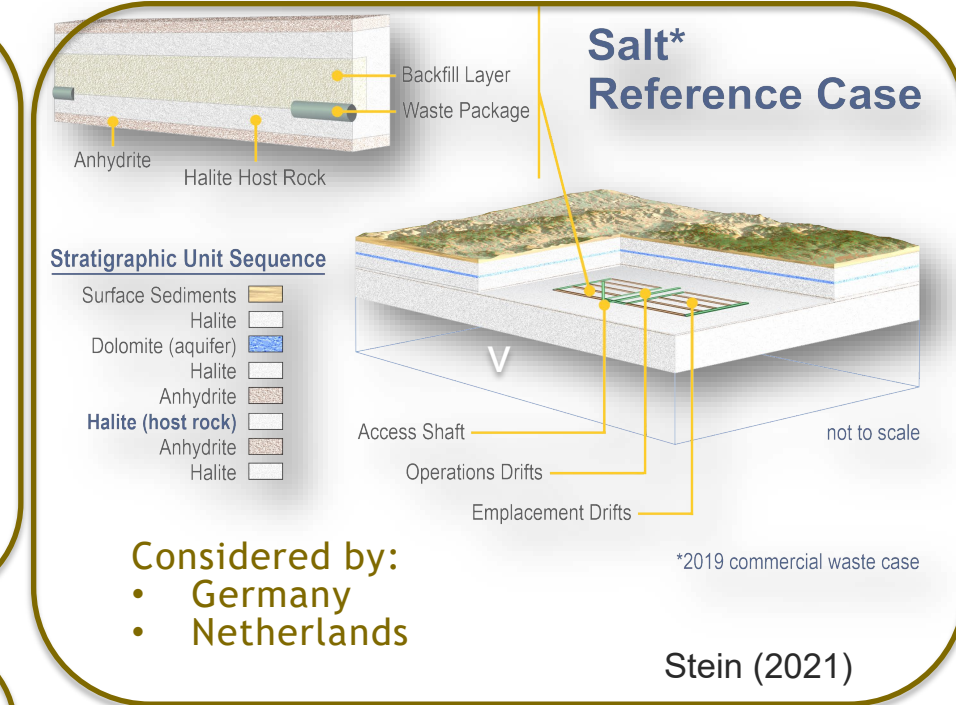 Salt*
Reference Case
Backfill Layer
Waste Package
Anhydrite
Halite Host Rock
Stratigraphic Unit Sequence
Surface Sediments
Halite
Dolomite (aquifer)
Halite
Anhydrite
Halite (host rock)
Anhydrite
Halite
V
Access Shaft
Operations Drifts
Emplacement Drifts
not to scale
*2019 commercial waste case
Considered by:
• Germany
• Netherlands
Stein (2021)